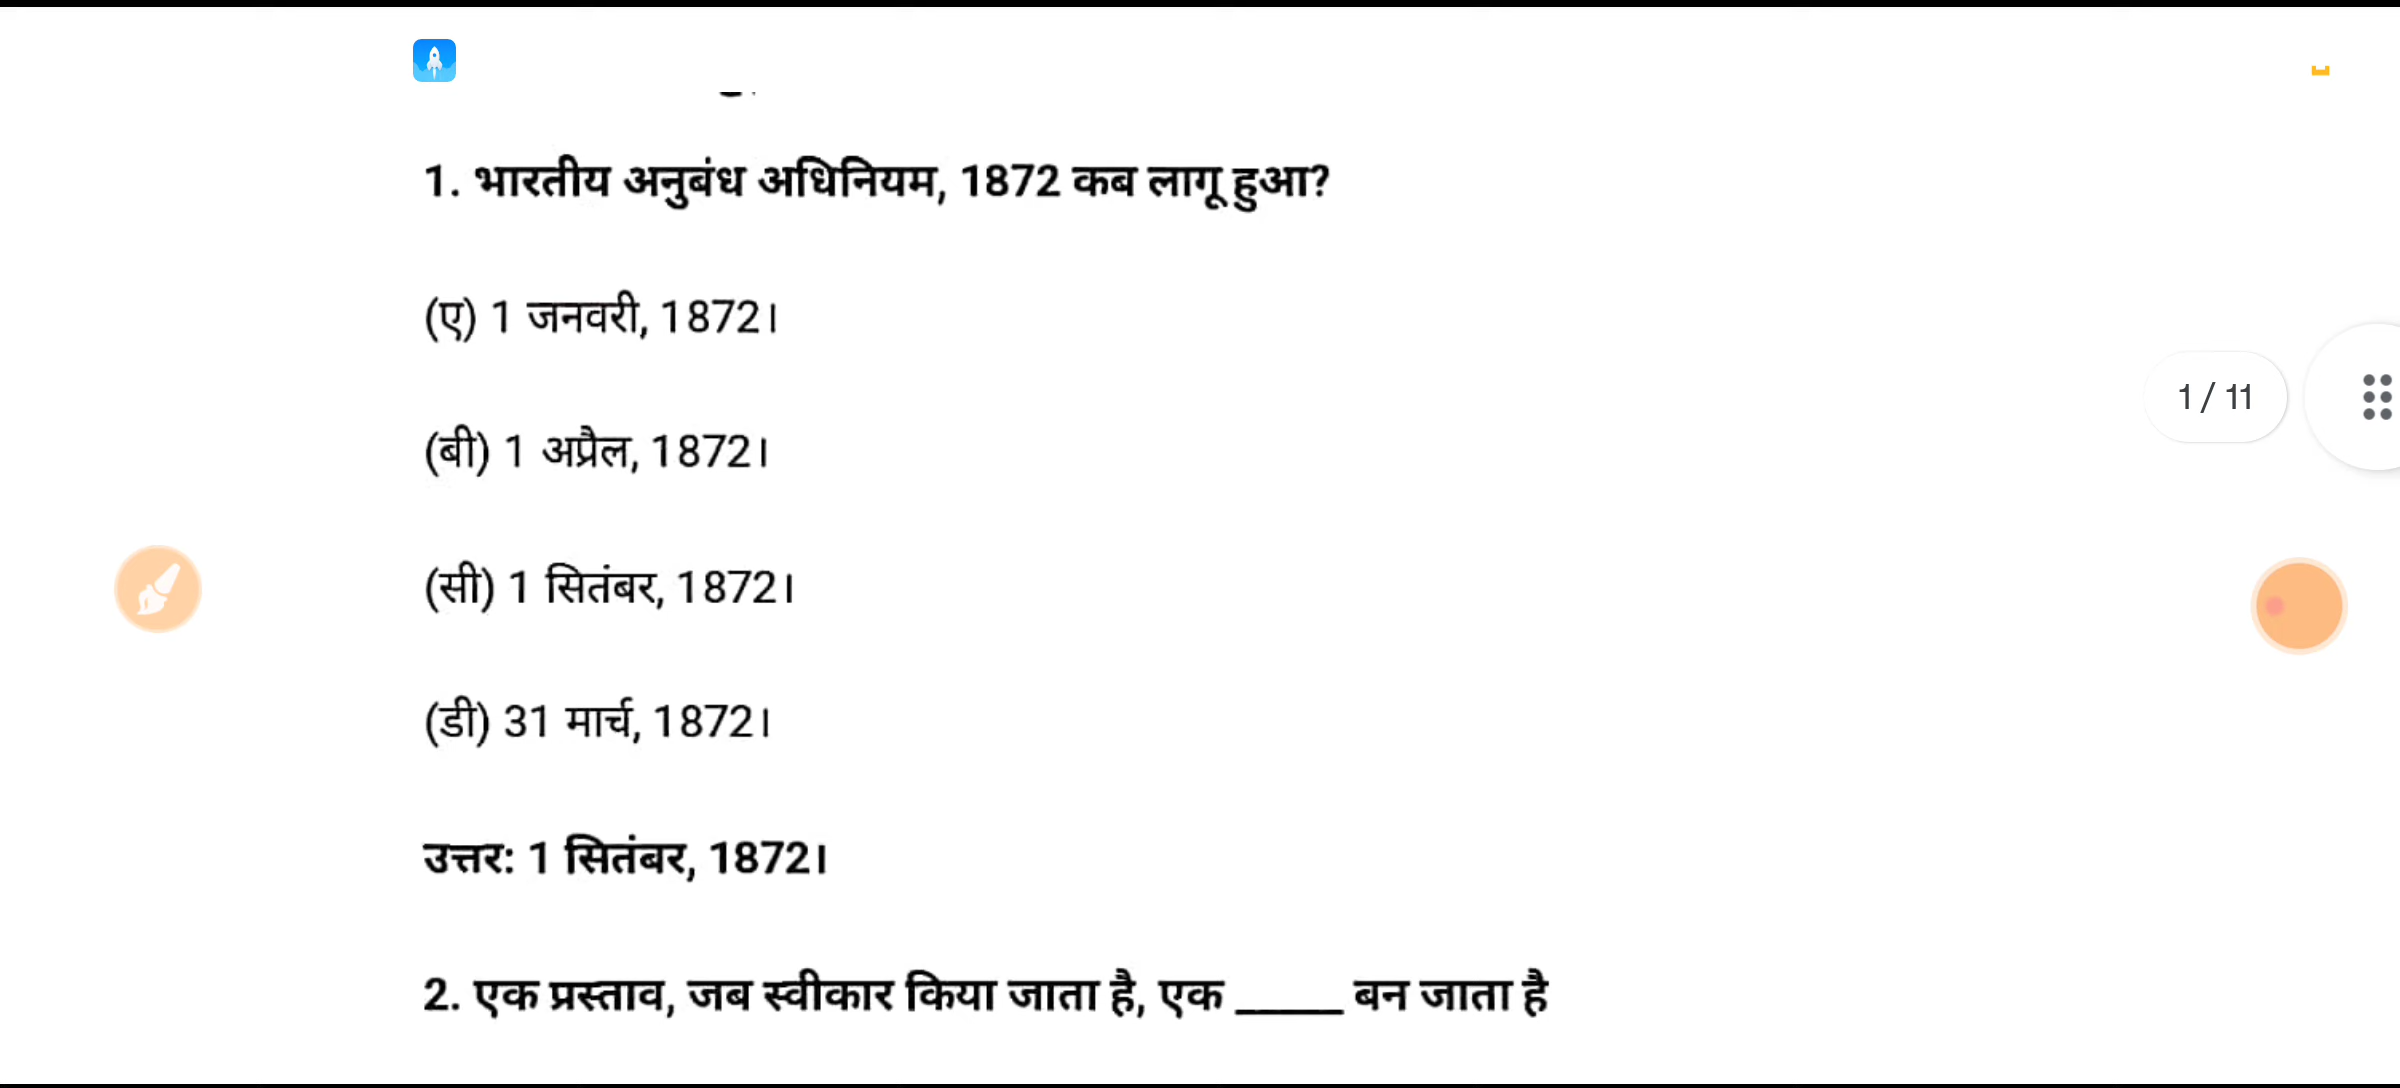 1. भारतीय अनुबंध अधिनियम, 1872 कब लागू हुआ?
(ए) 1 जनवरी, 1872।
(बी) 1 अप्रैल, 1872।
1 / 11
(सी) 1 सितंबर, 1872।
(डी) 31 मार्च, 1872।
उत्तर: 1 सितंबर, 1872।
2. एक प्रस्ताव, जब स्वीकार किया जाता है, एक _____ बन जाता है